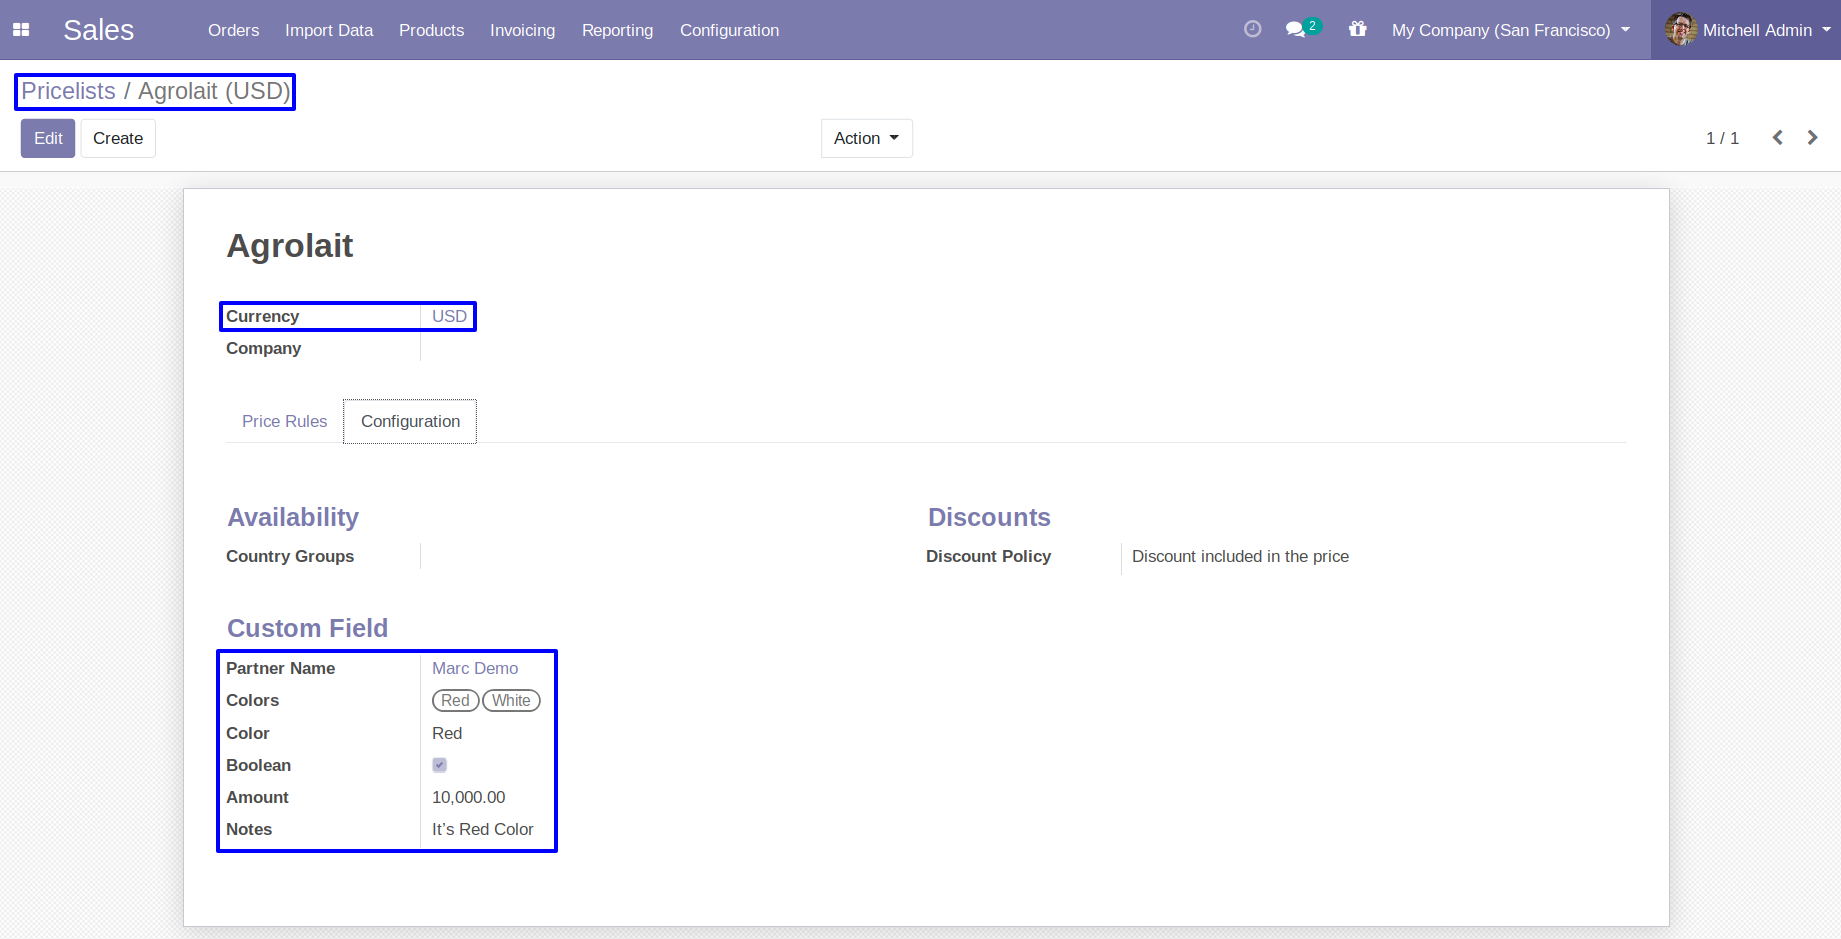 Sales Orders Import Data Products Invoicing Reporting Configuration 2 My Company (San Francisco) Mitchell Admin
Pricelists / Agrolait (USD)
Edit Create Action 1 / 1
Agrolait
Currency USD
Company
Price Rules Configuration
Availability Discounts
Country Groups Discount Policy Discount included in the price
Custom Field
Partner Name Marc Demo
Colors Red White
Color Red
Boolean
Amount 10,000.00
Notes It's Red Color